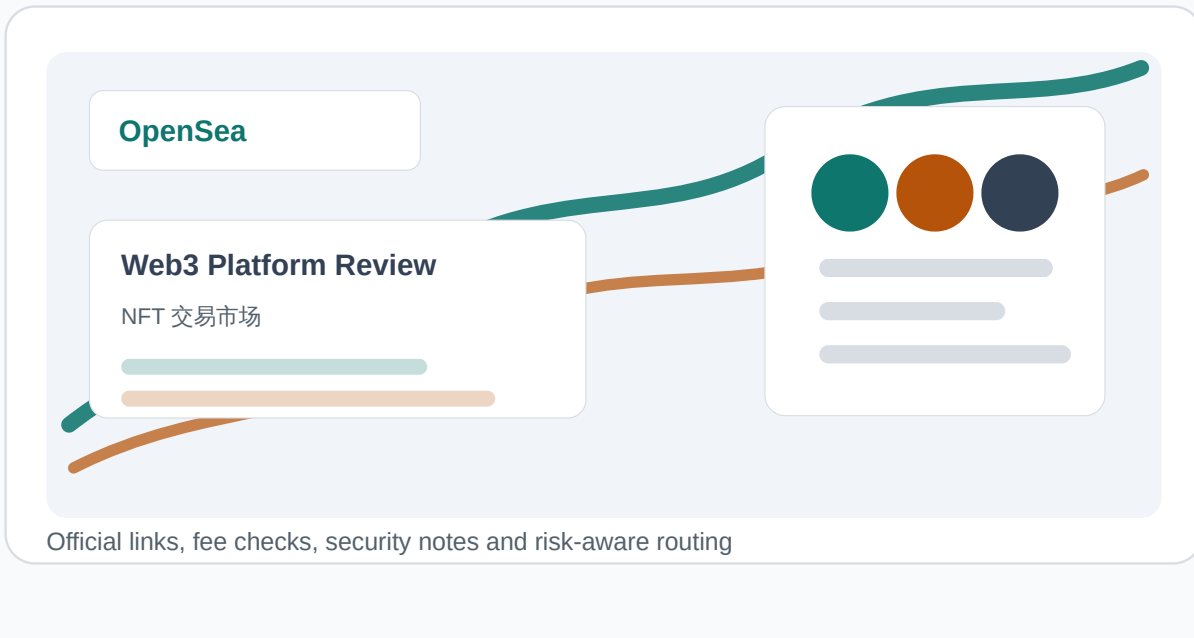 OpenSea
Web3 Platform Review
NFT 交易市场
Official links, fee checks, security notes and risk-aware routing